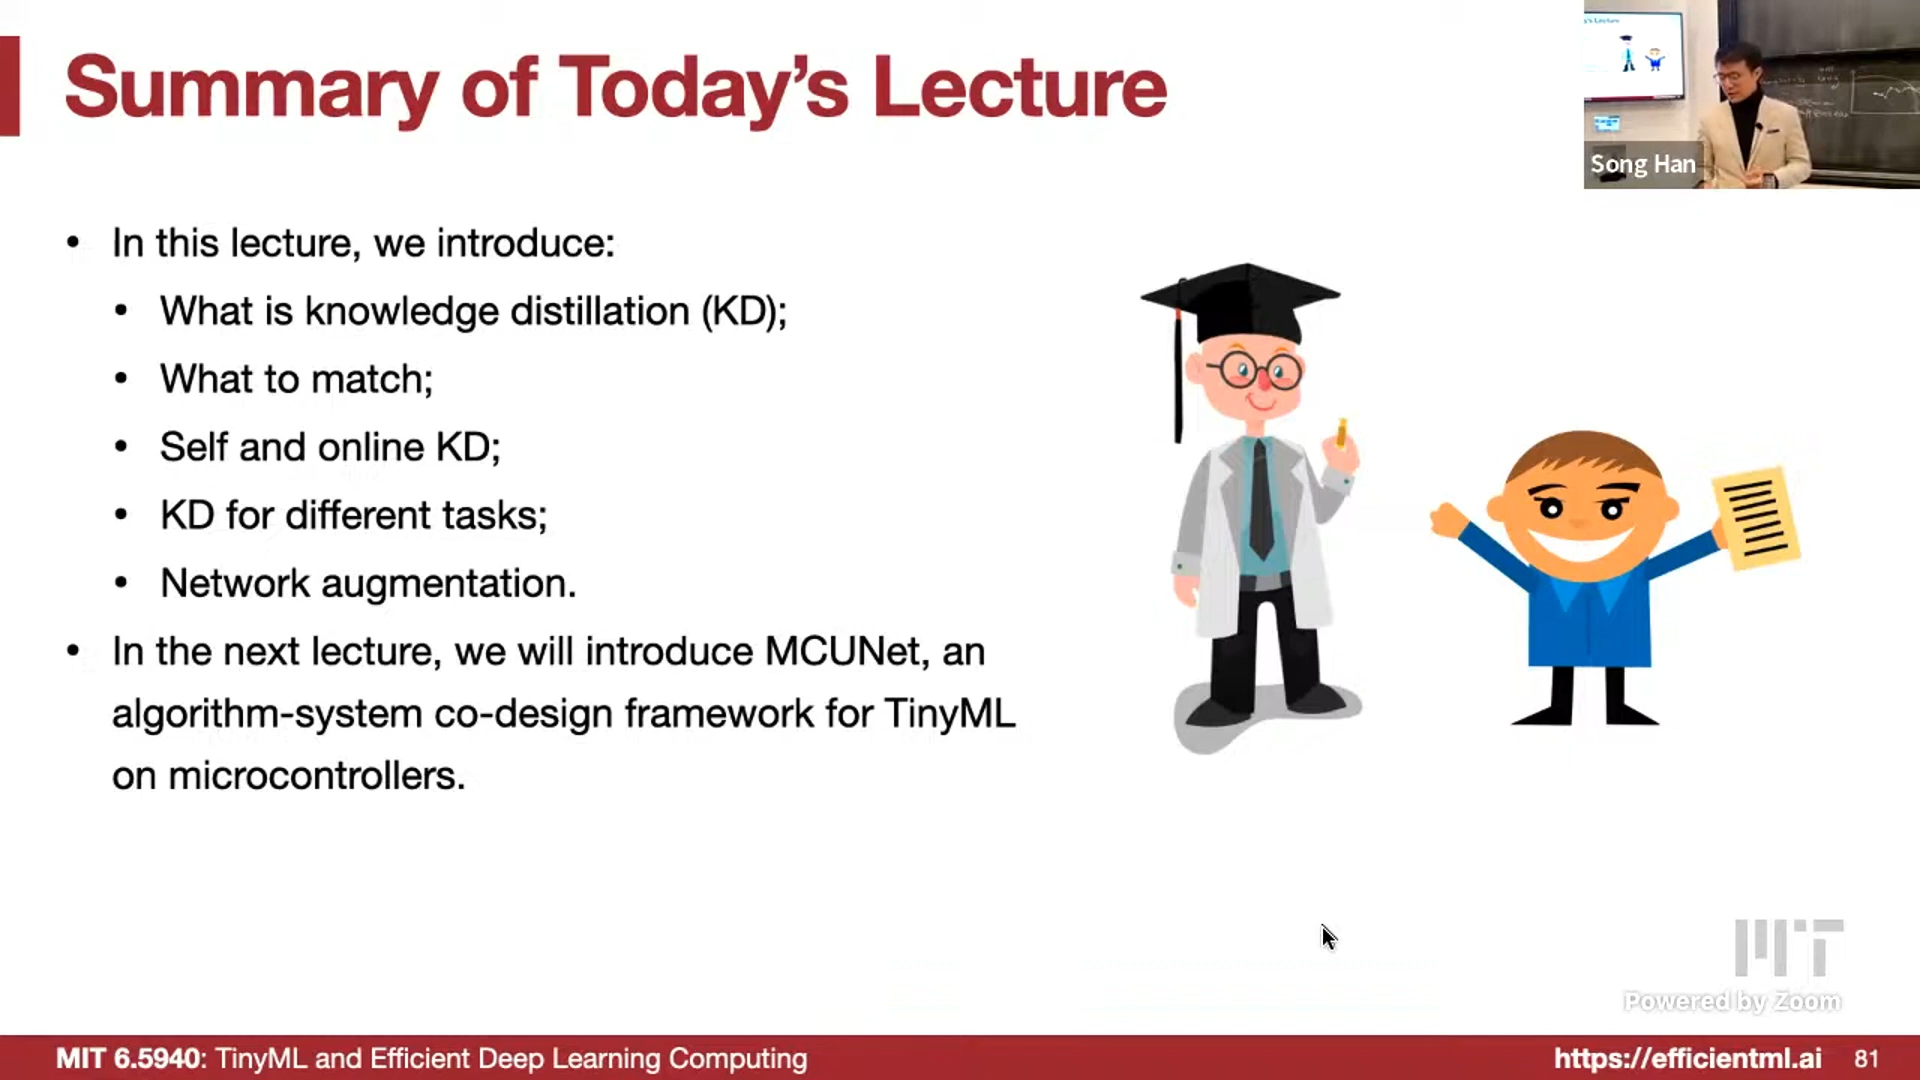 Summary of Today's Lecture
Song Han
• In this lecture, we introduce:
• What is knowledge distillation (KD);
• What to match;
• Self and online KD;
• KD for different tasks;
• Network augmentation.
• In the next lecture, we will introduce MCUNet, an
algorithm-system co-design framework for TinyML
on microcontrollers.
MIT
Powered by Zoom
MIT 6.5940: TinyML and Efficient Deep Learning Computing
https://efficientml.ai 81